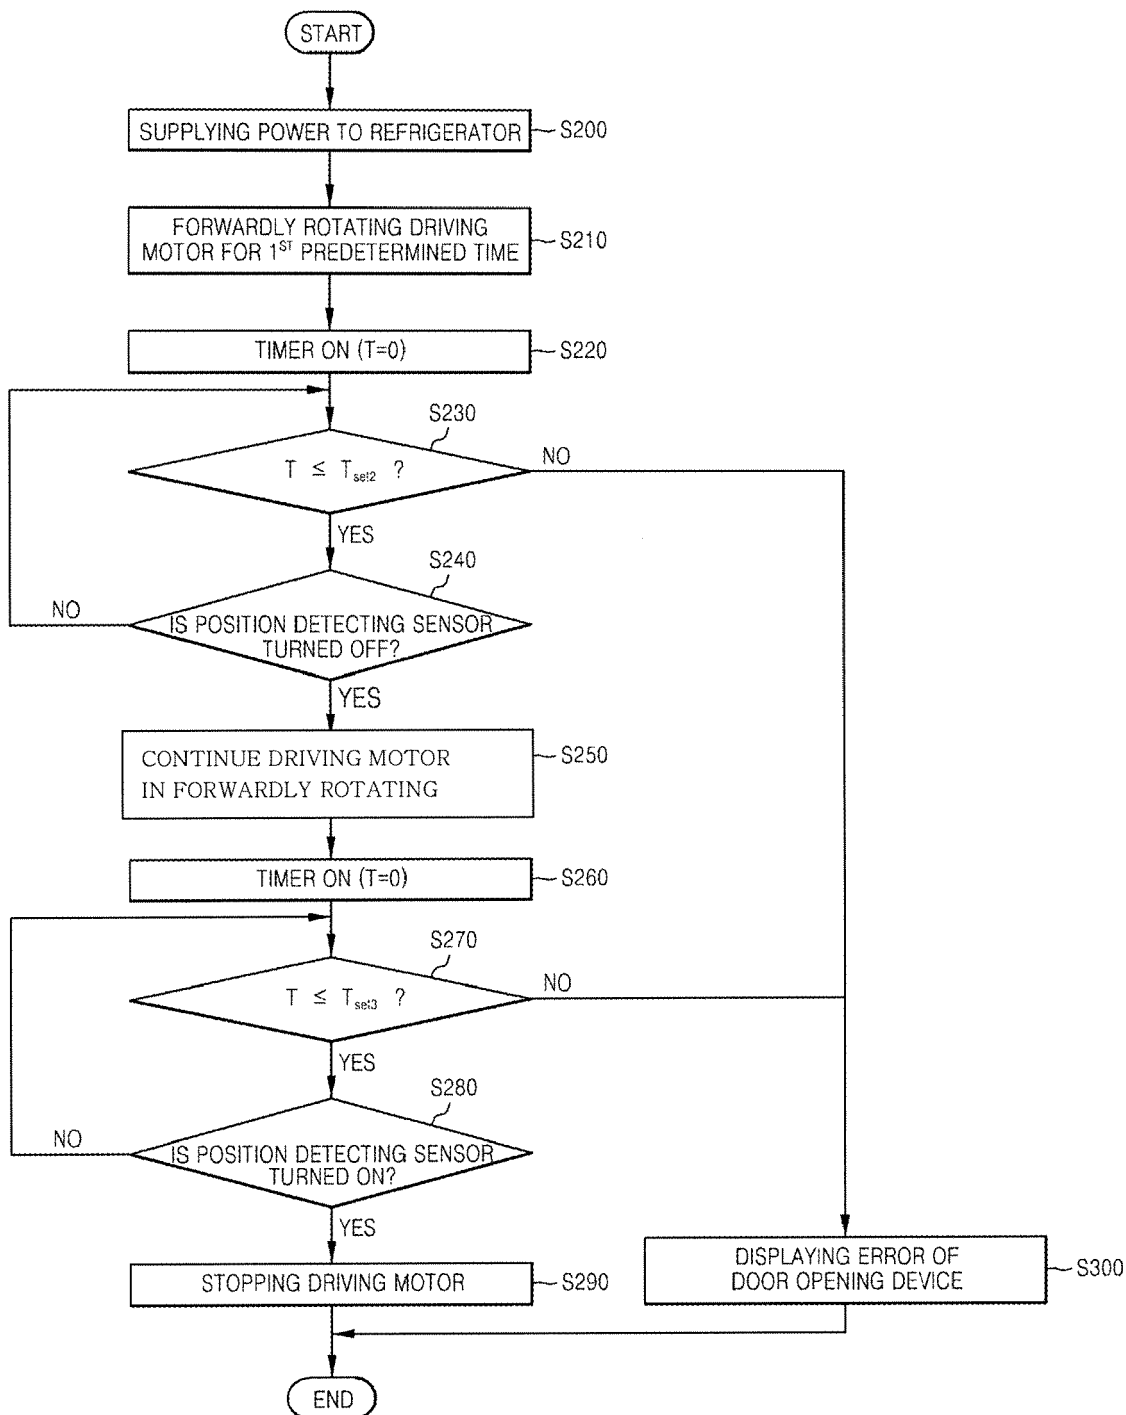 START
SUPPLYING POWER TO REFRIGERATOR
S200
FORWARDLY ROTATING DRIVING
MOTOR FOR 1ST PREDETERMINED TIME
S210
TIMER ON (T=0)
S220
S230
T ≤ Tset2 ?
NO
YES
S240
NO
IS POSITION DETECTING SENSOR
TURNED OFF?
YES
CONTINUE DRIVING MOTOR
IN FORWARDLY ROTATING
S250
TIMER ON (T=0)
S260
S270
T ≤ Tset3 ?
NO
YES
S280
NO
IS POSITION DETECTING SENSOR
TURNED ON?
YES
STOPPING DRIVING MOTOR
S290
DISPLAYING ERROR OF
DOOR OPENING DEVICE
S300
END